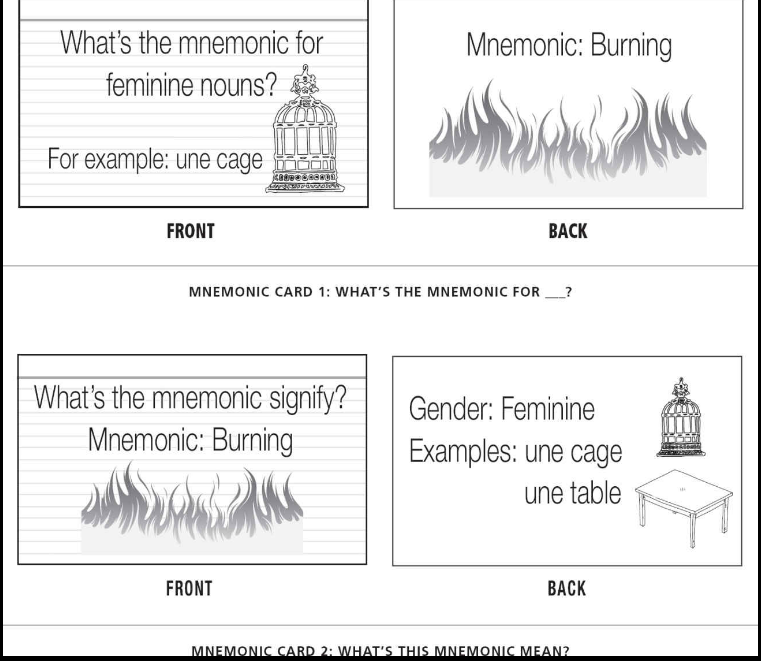 What's the mnemonic for
feminine nouns?
For example: une cage
Mnemonic: Burning
FRONT
BACK
MNEMONIC CARD 1: WHAT'S THE MNEMONIC FOR ___?
What's the mnemonic signify?
Mnemonic: Burning
Gender: Feminine
Examples: une cage
une table
FRONT
BACK
MNEMONIC CARD 2: WHAT'S THIS MNEMONIC MEAN?